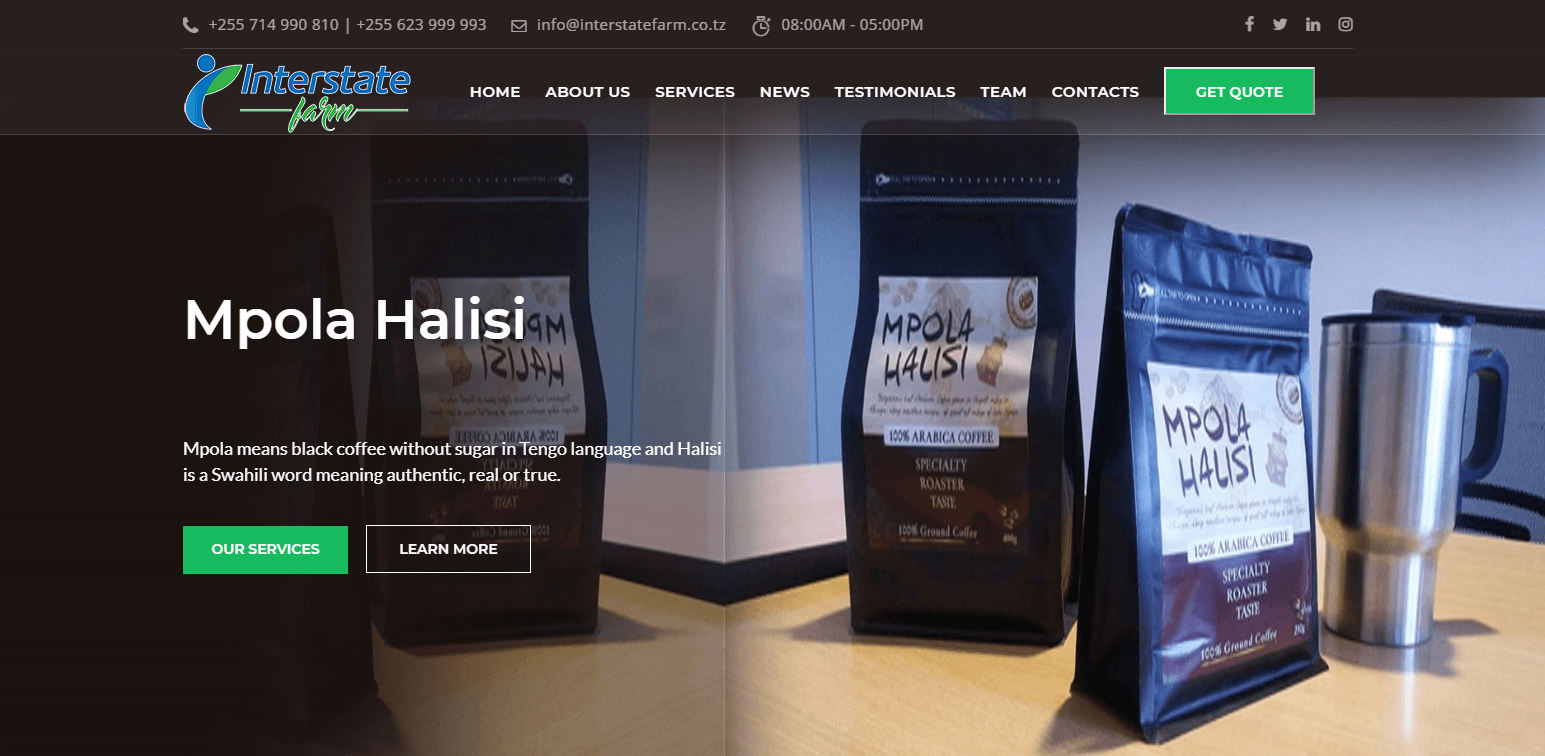 +255 714 990 810 | +255 623 999 993
info@interstatefarm.co.tz
08:00AM - 05:00PM
Interstate
farm
HOME
ABOUT US
SERVICES
NEWS
TESTIMONIALS
TEAM
CONTACTS
GET QUOTE
Mpola Halisi
Mpola means black coffee without sugar in Tengo language and Halisi
is a Swahili word meaning authentic, real or true.
OUR SERVICES
LEARN MORE
MPOLA
HALISI
100% ARABICA COFFEE
SPECIALTY
ROASTER
TASTE
100% Ground Coffee
400g
MPOLA
HALISI
100% ARABICA COFFEE
SPECIALTY
ROASTER
TASTE
100% Ground Coffee
250g